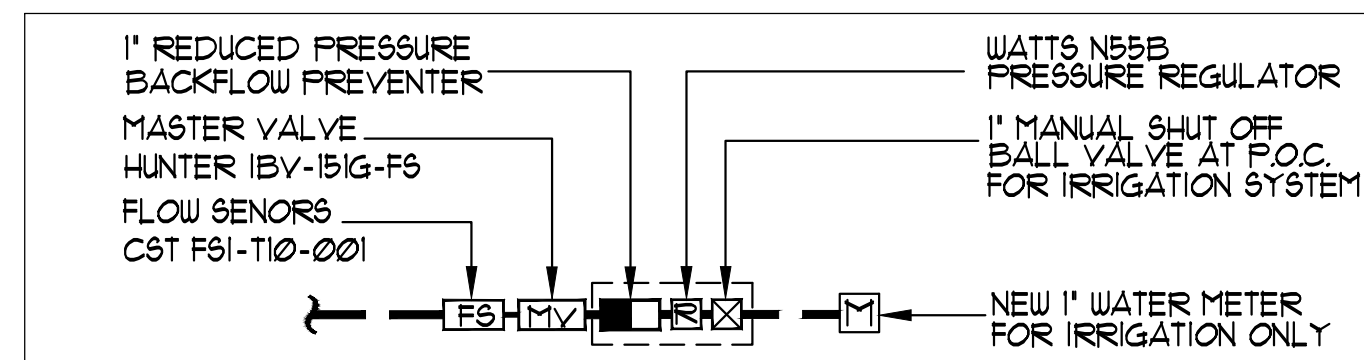 1" REDUCED PRESSURE
BACKFLOW PREVENTER
MASTER VALVE
HUNTER IBV-151G-FS
FLOW SENORS
CST FSI-T10-001
WATTS N55B
PRESSURE REGULATOR
1" MANUAL SHUT OFF
BALL VALVE AT P.O.C.
FOR IRRIGATION SYSTEM
FS MV R M
NEW 1" WATER METER
FOR IRRIGATION ONLY